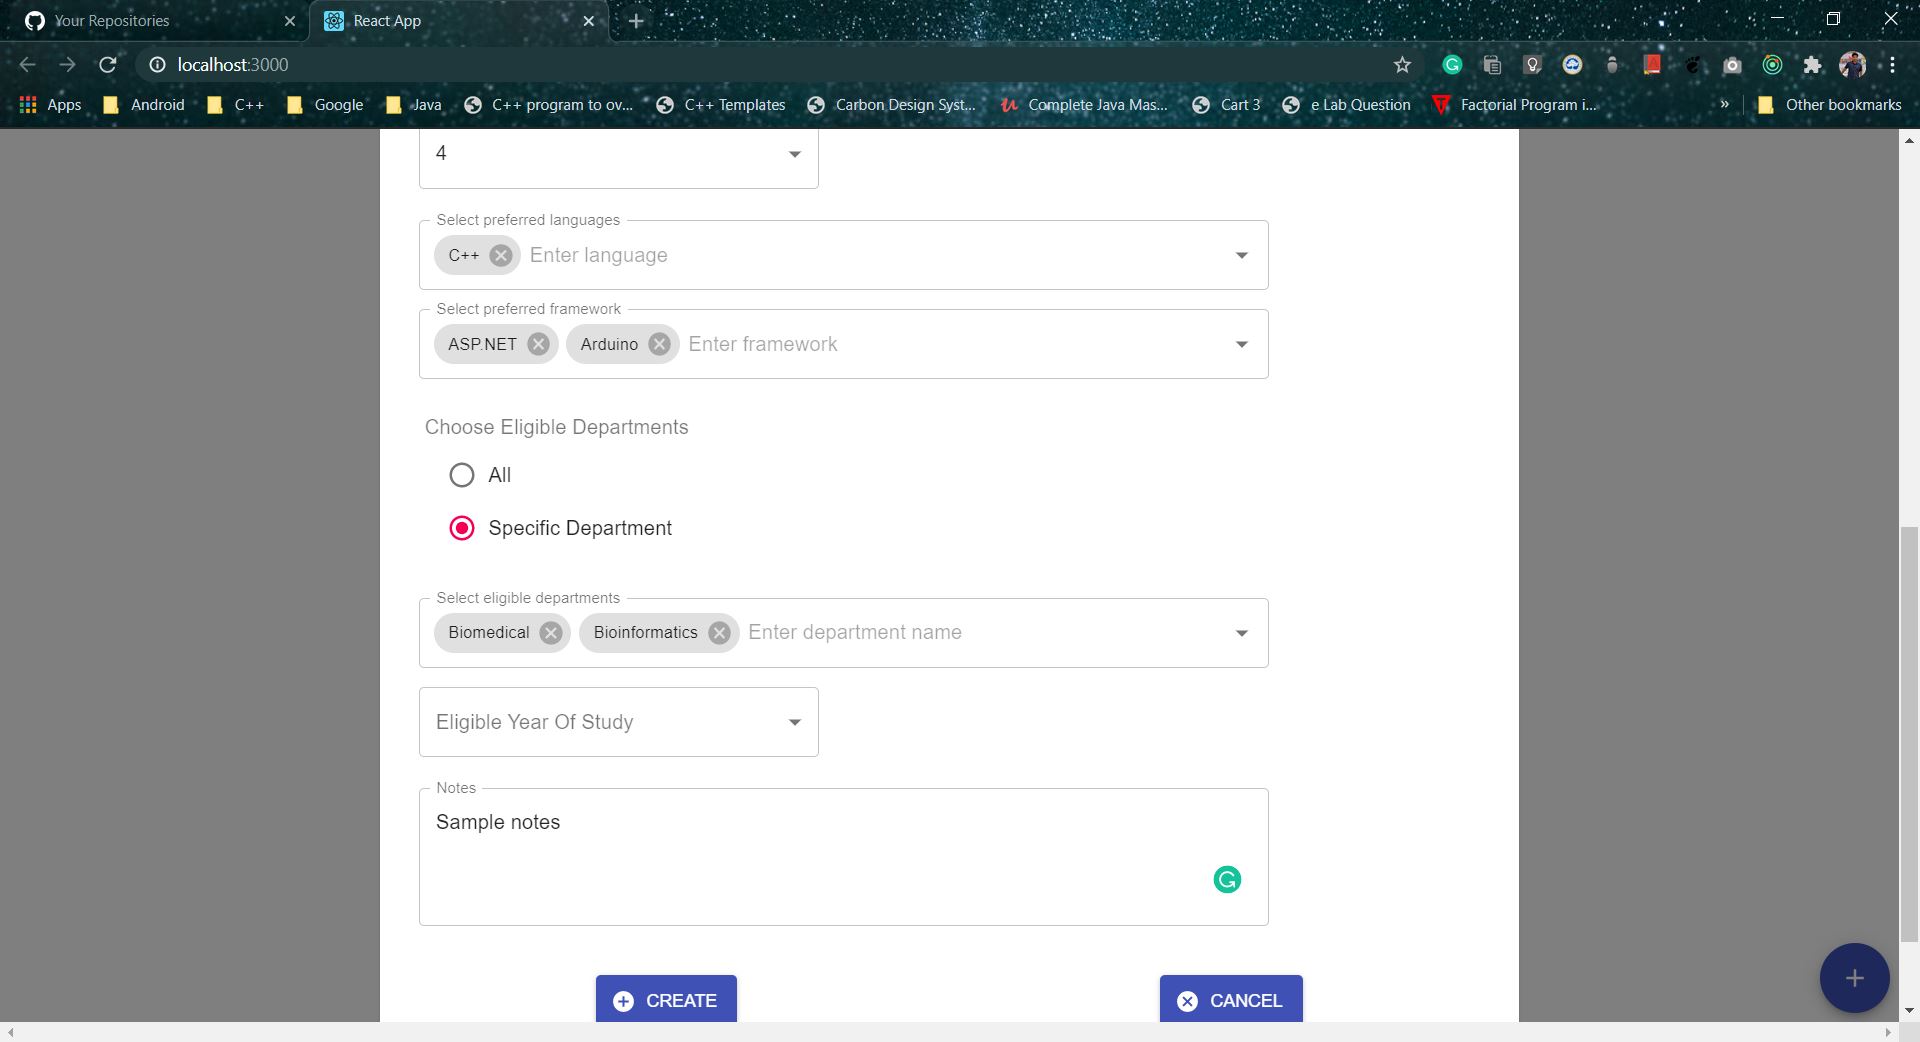 Your Repositories
React App
localhost:3000
Apps Android C++ Google Java C++ program to ov... C++ Templates Carbon Design Syst... Complete Java Mas... Cart 3 e Lab Question Factorial Program i... » Other bookmarks
4
Select preferred languages
C++ Enter language
Select preferred framework
ASP.NET Arduino Enter framework
Choose Eligible Departments
All
Specific Department
Select eligible departments
Biomedical Bioinformatics Enter department name
Eligible Year Of Study
Notes
Sample notes
CREATE CANCEL